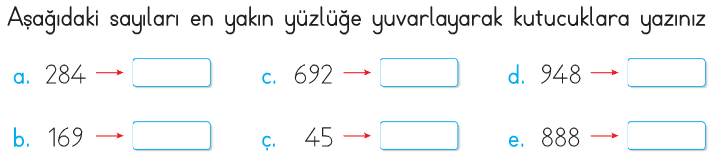 Aşağıdaki sayıları en yakın yüzlüğe yuvarlayarak kutucuklara yazınız
a. 284 → c. 692 → d. 948 →
b. 169 → ç. 45 → e. 888 →